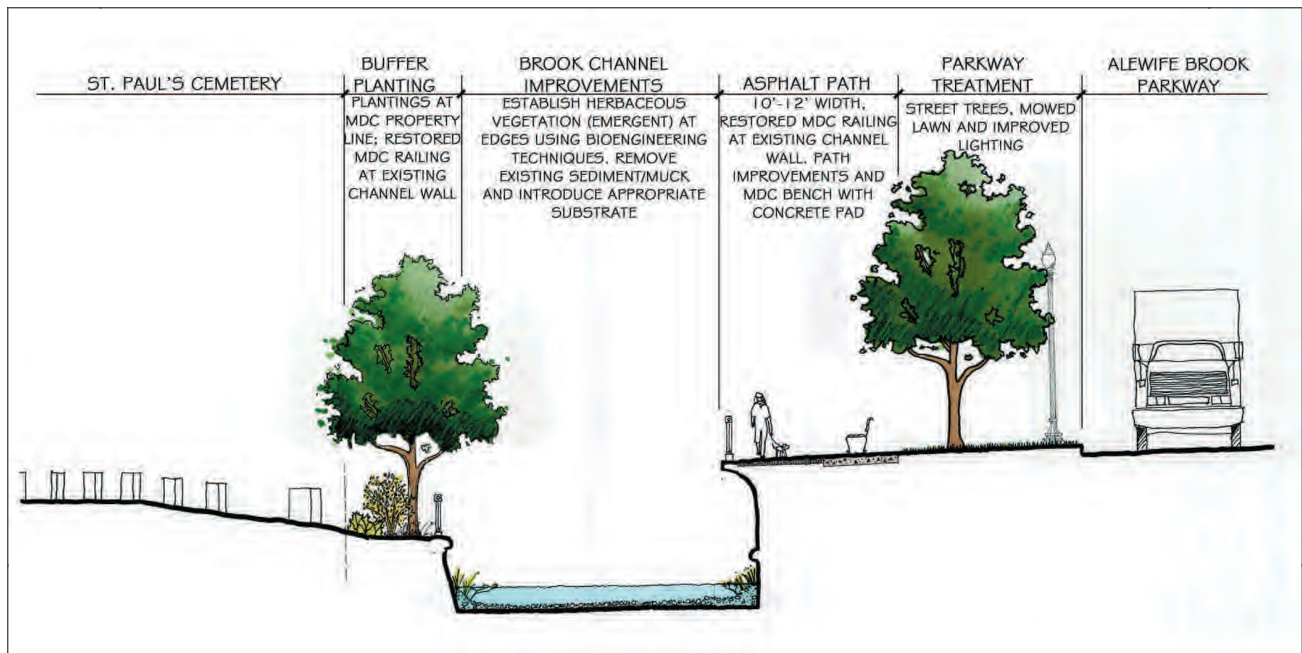 ST. PAUL'S CEMETERY
BUFFER
PLANTING
PLANTINGS AT
MDC PROPERTY
LINE; RESTORED
MDC RAILING
AT EXISTING
CHANNEL WALL
BROOK CHANNEL
IMPROVEMENTS
ESTABLISH HERBACEOUS
VEGETATION (EMERGENT) AT
EDGES USING BIOENGINEERING
TECHNIQUES. REMOVE
EXISTING SEDIMENT/MUCK
AND INTRODUCE APPROPRIATE
SUBSTRATE
ASPHALT PATH
10'-12' WIDTH,
RESTORED MDC RAILING
AT EXISTING CHANNEL
WALL. PATH
IMPROVEMENTS AND
MDC BENCH WITH
CONCRETE PAD
PARKWAY
TREATMENT
STREET TREES, MOWED
LAWN AND IMPROVED
LIGHTING
ALEWIFE BROOK
PARKWAY